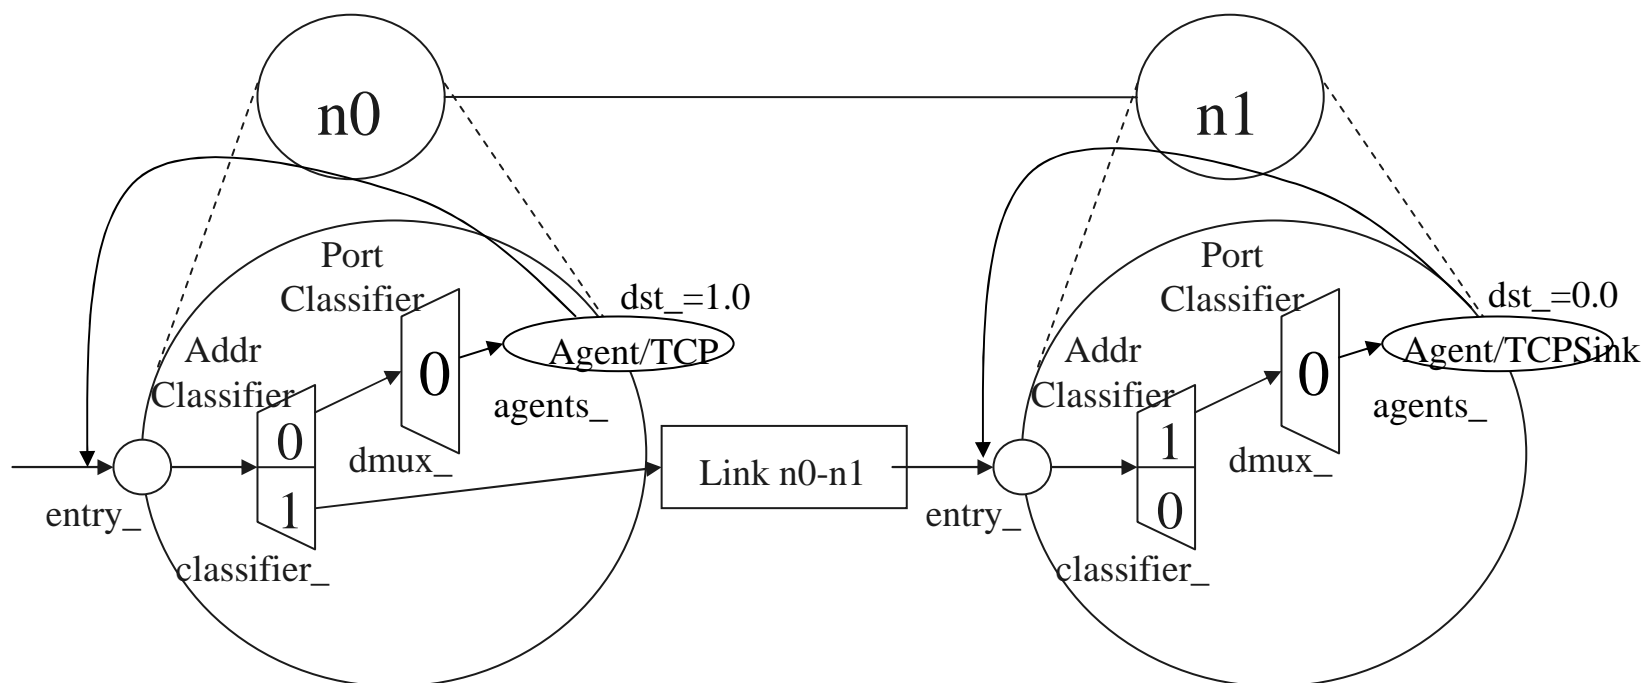 n0
n1
Port
Classifier
dst_=1.0
Addr
Classifier
0
Agent/TCP
agents_
0
1
dmux_
entry_
classifier_
Link n0-n1
Port
Classifier
dst_=0.0
Addr
Classifier
0
Agent/TCPSink
agents_
1
0
dmux_
entry_
classifier_